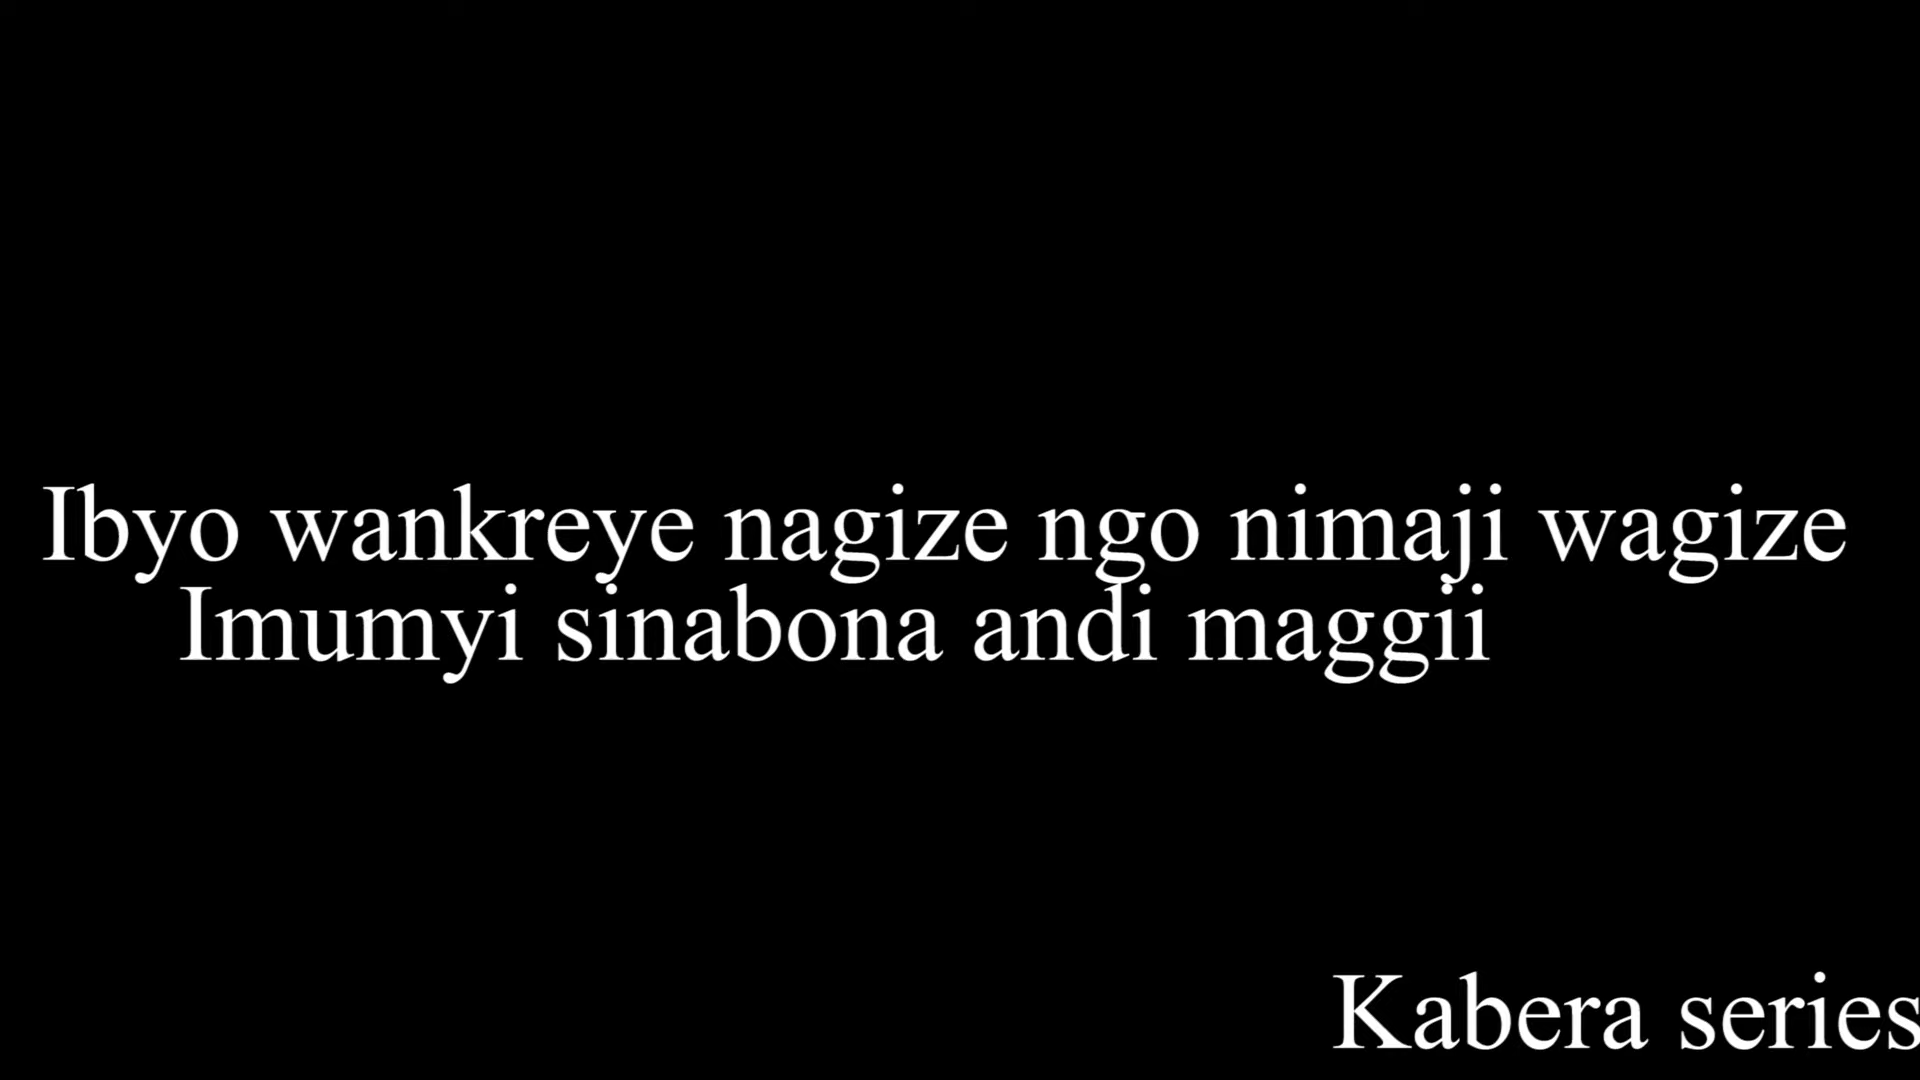 Ibyo wankreye nagize ngo nimaji wagize
Imumyi sinabona andi maggii
Kabera series